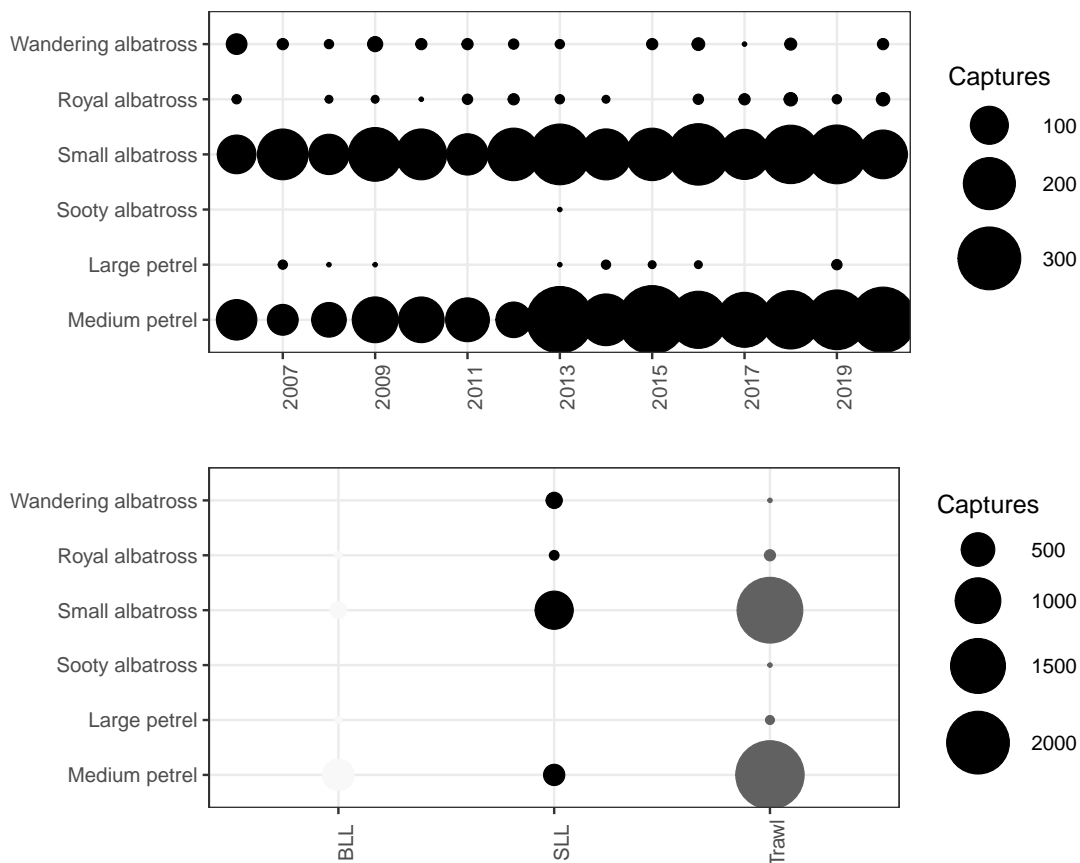 Wandering albatross
Royal albatross
Small albatross
Sooty albatross
Large petrel
Medium petrel
2007 2009 2011 2013 2015 2017 2019
Captures
100
200
300
Wandering albatross
Royal albatross
Small albatross
Sooty albatross
Large petrel
Medium petrel
BLL SLL Trawl
Captures
500
1000
1500
2000